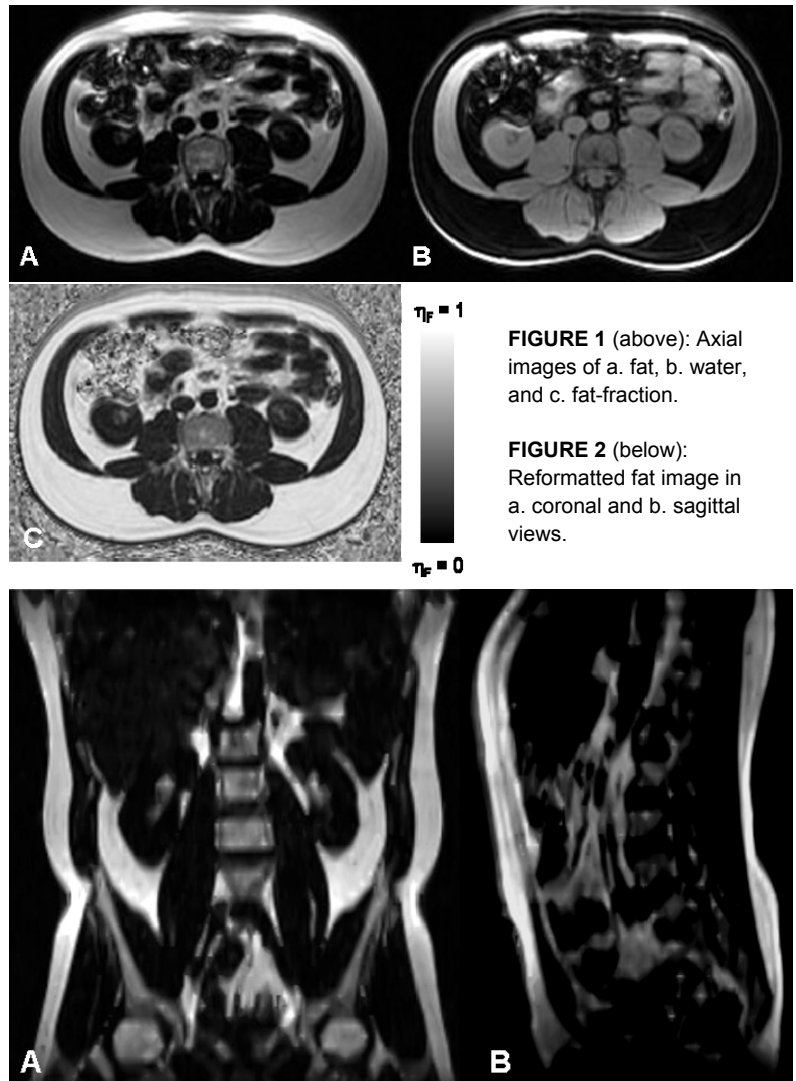 A
B
C
ηF = 1
FIGURE 1 (above): Axial
images of a. fat, b. water,
and c. fat-fraction.
FIGURE 2 (below):
Reformatted fat image in
a. coronal and b. sagittal
views.
ηF = 0
A
B